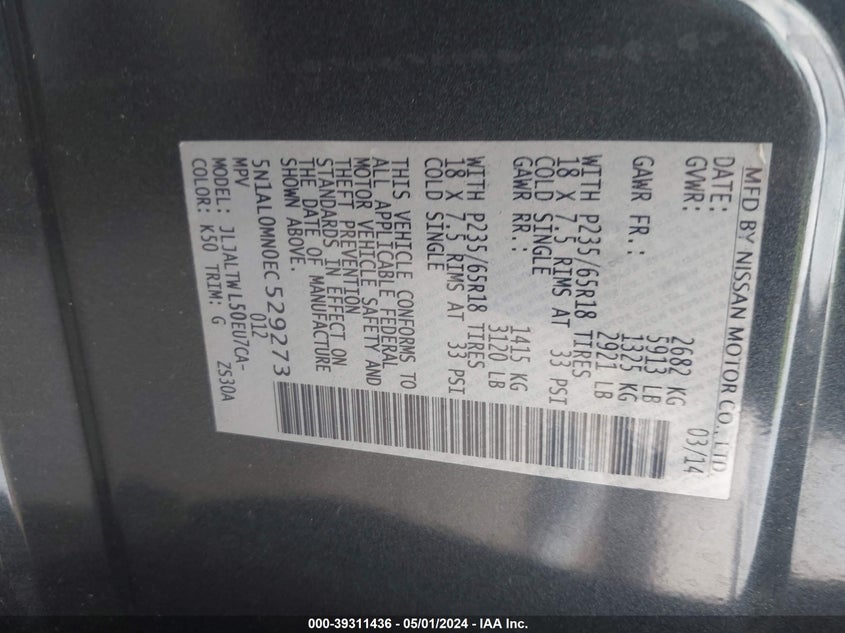 MFD BY NISSAN MOTOR CO., LTD.
DATE: 03/14
GVWR: 2682 KG
5913 LB
GAWR FR.: 1325 KG
2921 LB
WITH P235/65R18 TIRES
18 X 7.5 RIMS AT 33 PSI
COLD SINGLE
GAWR RR.: 1415 KG
3120 LB
WITH P235/65R18 TIRES
18 X 7.5 RIMS AT 33 PSI
COLD SINGLE
THIS VEHICLE CONFORMS TO
ALL APPLICABLE FEDERAL
MOTOR VEHICLE SAFETY AND
THEFT PREVENTION
STANDARDS IN EFFECT ON
THE DATE OF MANUFACTURE
SHOWN ABOVE.
5N1AL0MN0EC529273
MPV 012
MODEL: JLJALTWL50EU7CA-
COLOR: K50 TRIM: G ZS30A
000-39311436 - 05/01/2024 - IAA Inc.